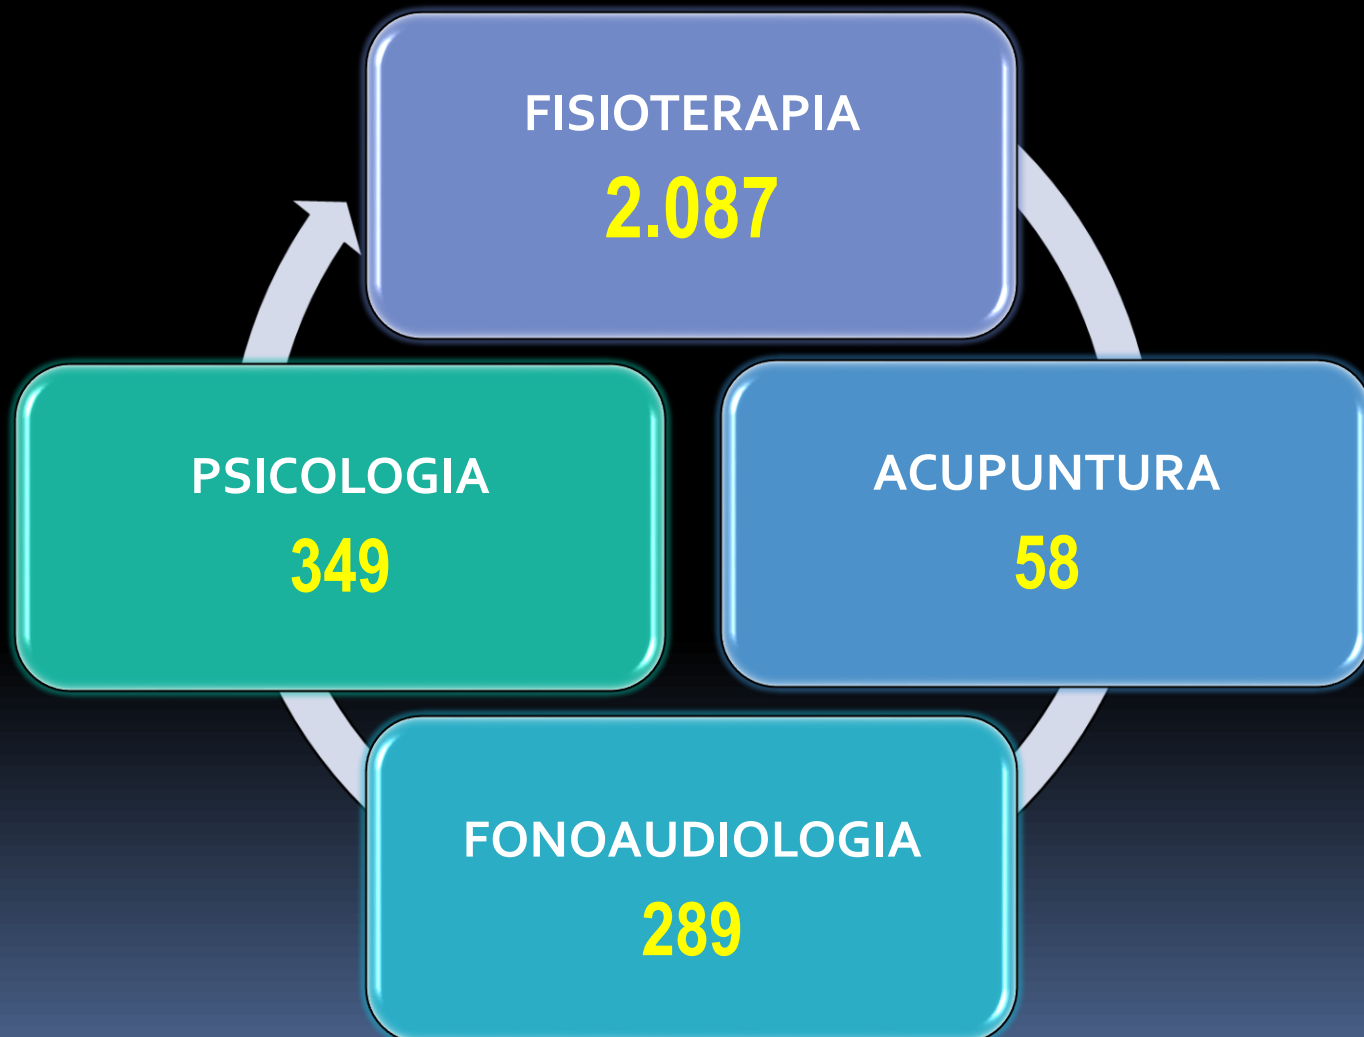 FISIOTERAPIA
2.087
PSICOLOGIA
349
ACUPUNTURA
58
FONOAUDIOLOGIA
289